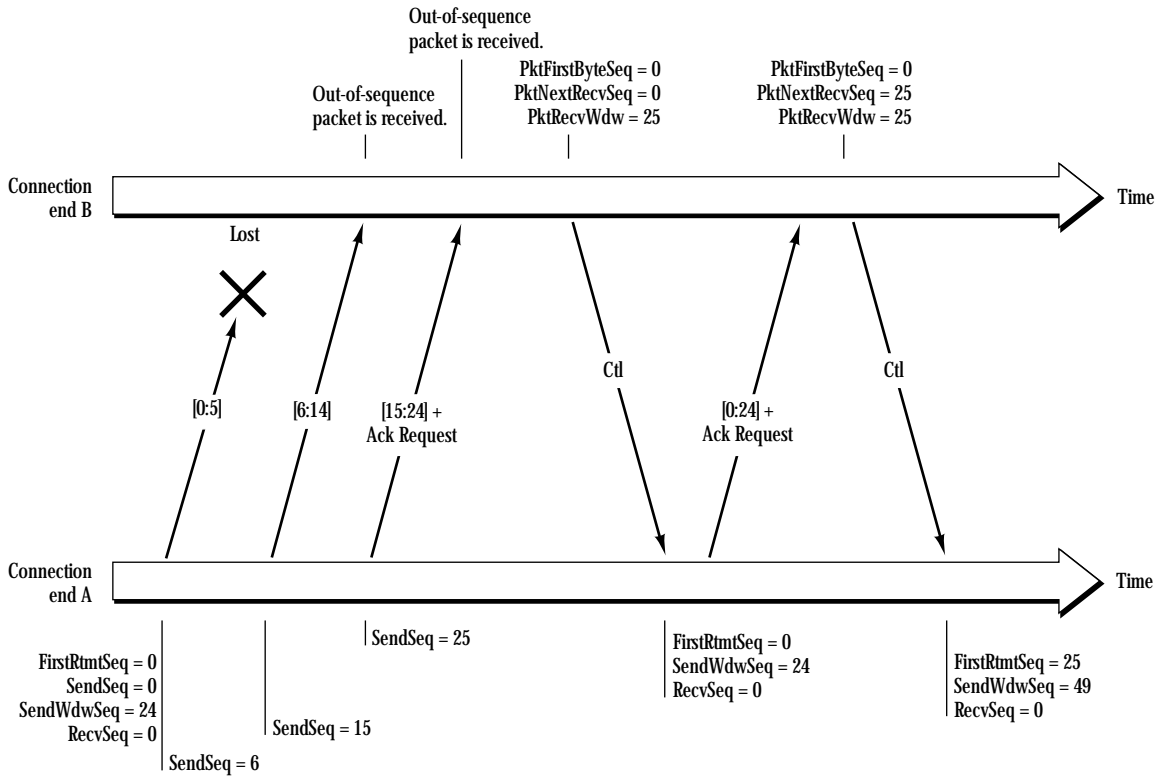 Out-of-sequence
packet is received.
Out-of-sequence
packet is received.
PktFirstByteSeq = 0
PktNextRecvSeq = 0
PktRecvWdw = 25
PktFirstByteSeq = 0
PktNextRecvSeq = 25
PktRecvWdw = 25
Connection
end B
Time
Lost
[0:5]
[6:14]
[15:24] +
Ack Request
Ctl
[0:24] +
Ack Request
Ctl
Connection
end A
Time
FirstRtmtSeq = 0
SendSeq = 0
SendWdwSeq = 24
RecvSeq = 0
SendSeq = 6
SendSeq = 15
SendSeq = 25
FirstRtmtSeq = 0
SendWdwSeq = 24
RecvSeq = 0
FirstRtmtSeq = 25
SendWdwSeq = 49
RecvSeq = 0